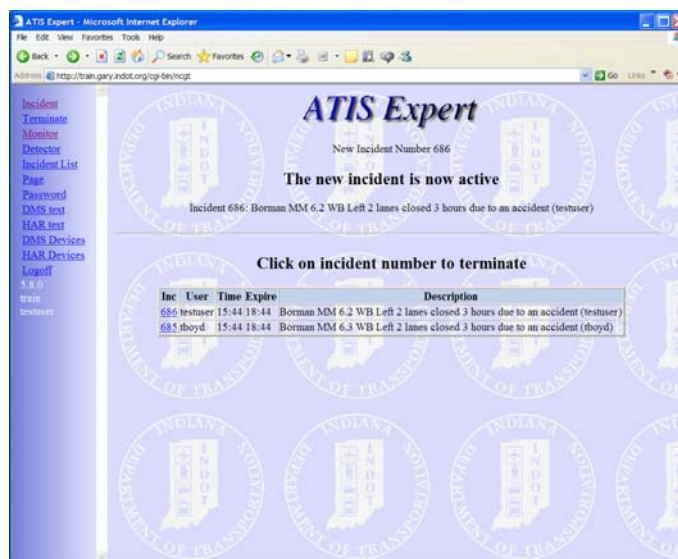 ATIS Expert - Microsoft Internet Explorer
File Edit View Favorites Tools Help
Back Search Favorites
Address http://train.gary.indot.org/cgi-bin/ncgt Go Links
Incident
Terminate
Monitor
Detector
Incident List
Page
Password
DMS text
HAR text
DMS Devices
HAR Devices
Logoff
5.8.0
train
testuser
ATIS Expert
New Incident Number 686
The new incident is now active
Incident 686: Borman MM 6.2 WB Left 2 lanes closed 3 hours due to an accident (testuser)
Click on incident number to terminate
Inc User Time Expire Description
686 testuser 15:44 18:44 Borman MM 6.2 WB Left 2 lanes closed 3 hours due to an accident (testuser)
685 tboyd 15:44 18:44 Borman MM 6.3 WB Left 2 lanes closed 3 hours due to an accident (tboyd)
INDIANA
DEPARTMENT OF TRANSPORTATION
INDOT